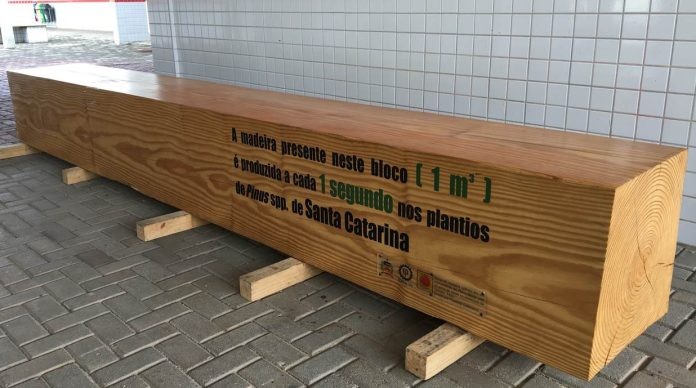 A madeira presente neste bloco ( 1 m³ )
é produzida a cada 1 segundo nos plantios
de Pinus spp. de Santa Catarina